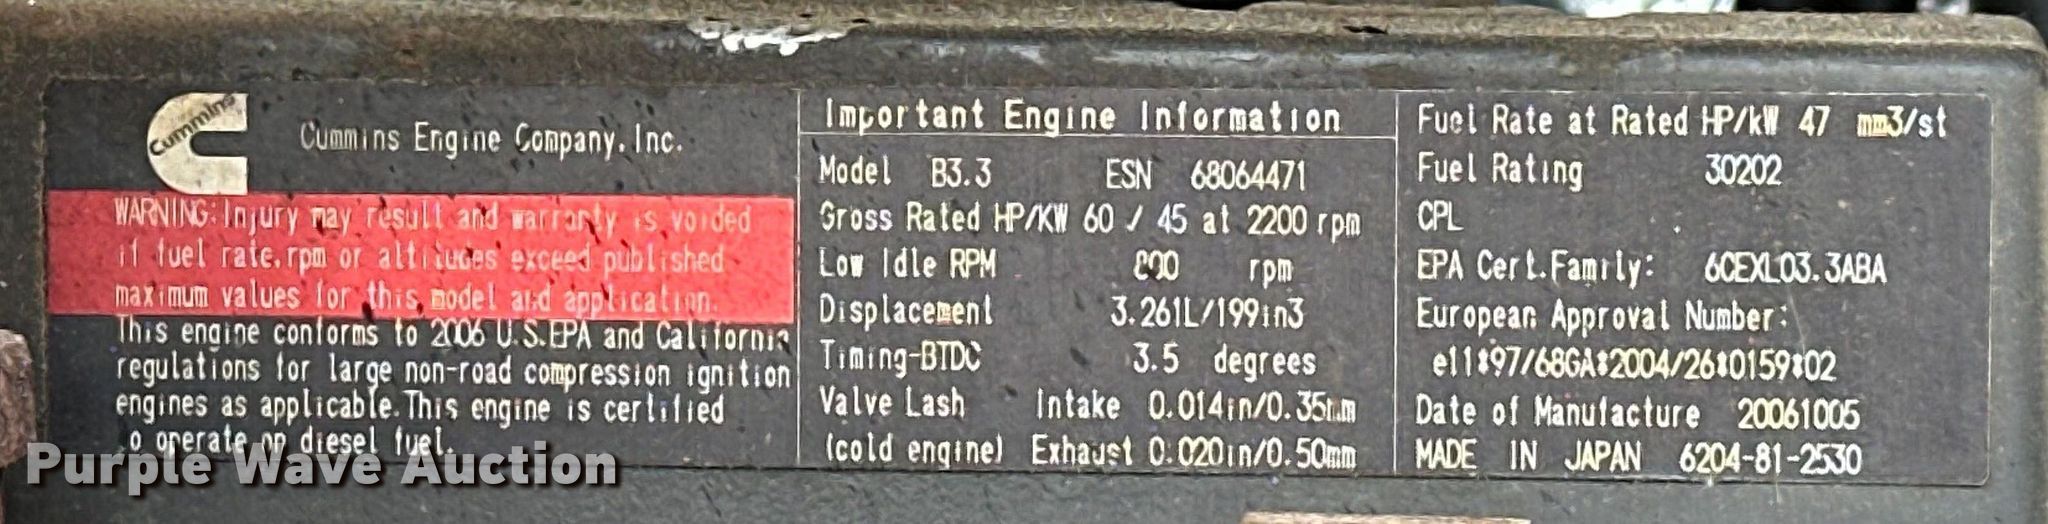 Cummins
Cummins Engine Company, Inc.
WARNING: Injury may result and warranty is voided
if fuel rate, rpm or altitudes exceed published
maximum values for this model and application.
This engine conforms to 2006 U.S.EPA and California
regulations for large non-road compression ignition
engines as applicable. This engine is certified
to operate on diesel fuel.
Important Engine Information
Model B3.3 ESN 68064471
Gross Rated HP/KW 60 / 45 at 2200 rpm
Low Idle RPM 800 rpm
Displacement 3.261L/199in3
Timing-BTDC 3.5 degrees
Valve Lash Intake 0.014in/0.35mm
(cold engine) Exhaust 0.020in/0.50mm
Fuel Rate at Rated HP/kW 47 mm3/st
Fuel Rating 30202
CPL
EPA Cert.Family: 6CEXL03.3ABA
European Approval Number:
e11*97/68GA*2004/26*0159*02
Date of Manufacture 20061005
MADE IN JAPAN 6204-81-2530
Purple Wave Auction